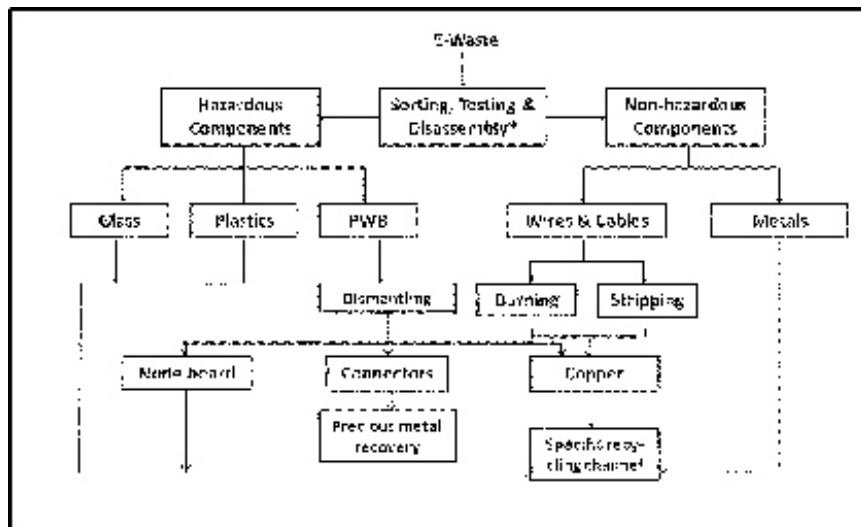 E-Waste
Hazardous
Components
Sorting, Testing &
Disassembly*
Non-hazardous
Components
Glass
Plastics
PWB
Wires & Cables
Metals
Dismantling
Burning
Stripping
board
Connectors
Copper
Precious metal
recovery
Specific recy-
cling channel